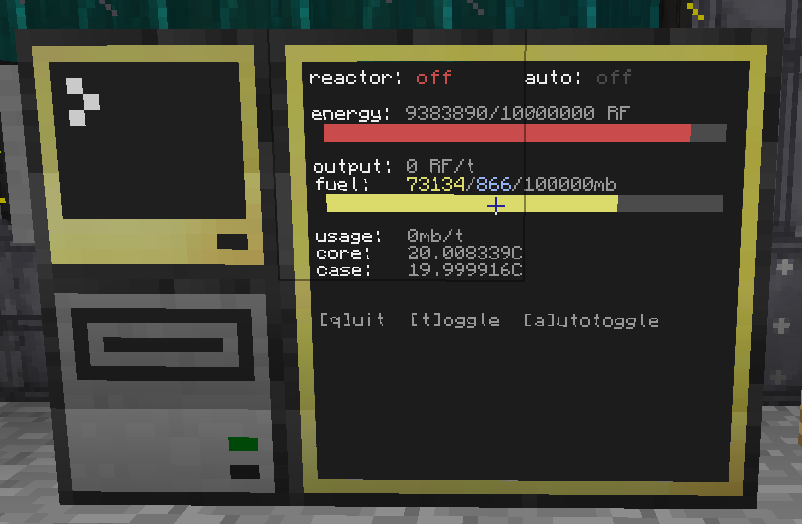 reactor: off auto: off
energy: 9383890/10000000 RF
output: 0 RF/t
fuel: 73134/866/100000mb
usage: 0mb/t
core: 20.008339C
case: 19.999916C
[q]uit [t]oggle [a]utotoggle